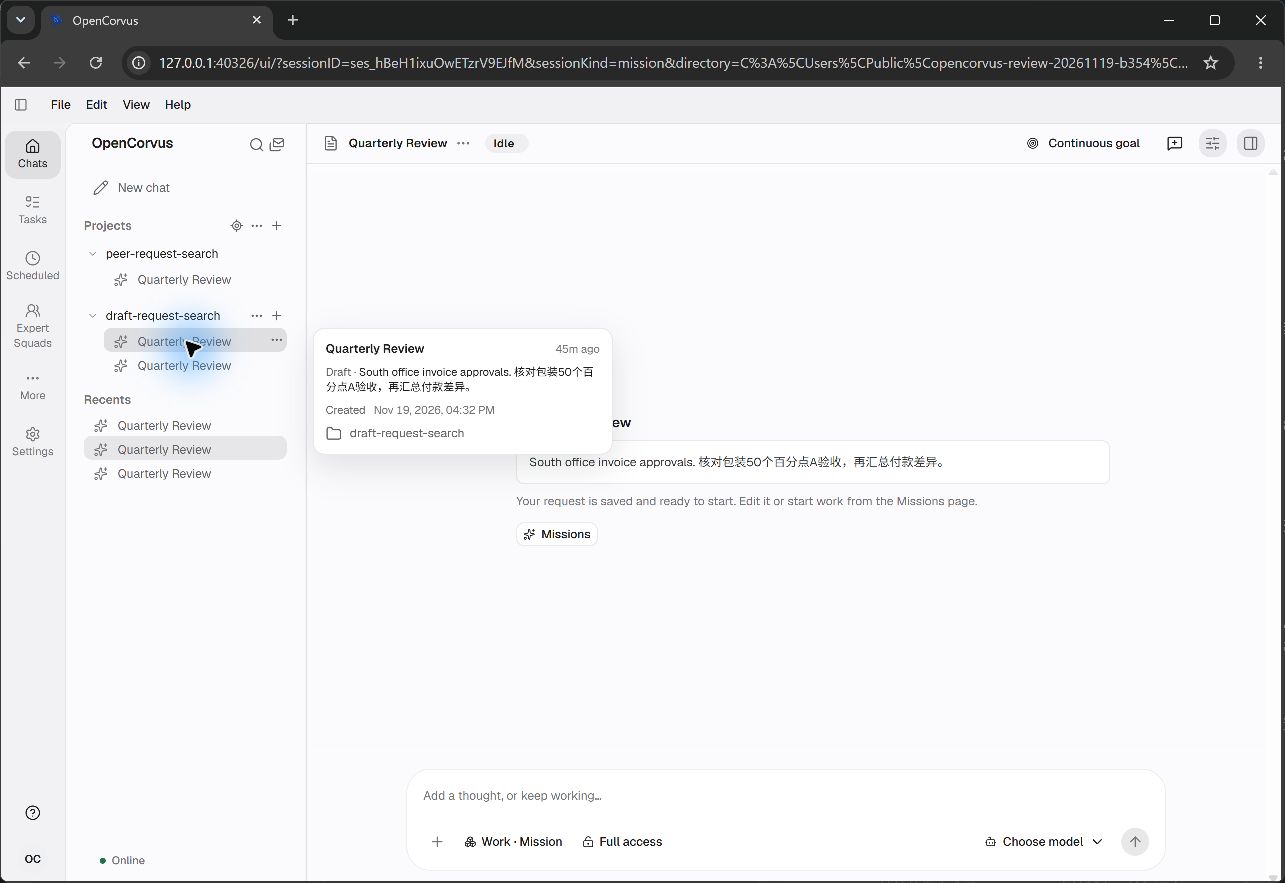 OpenCorvus
127.0.0.1:40326/ui/?sessionID=ses_hBeH1ixuOwETzrV9EJfM&sessionKind=mission&directory=C%3A%5CUsers%5CPublic%5Copencorvus-review-20261119-b354%5C...
File Edit View Help
OpenCorvus
Quarterly Review
Idle
Continuous goal
Chats
Tasks
Scheduled
Expert
Squads
More
Settings
New chat
Projects
peer-request-search
Quarterly Review
draft-request-search
Quarterly Review
Quarterly Review
Recents
Quarterly Review
Quarterly Review
Quarterly Review
Quarterly Review 45m ago
Draft · South office invoice approvals. 核对包装50个百
分点A验收，再汇总付款差异。
Created Nov 19, 2026, 04:32 PM
draft-request-search
ew
South office invoice approvals. 核对包装50个百分点A验收，再汇总付款差异。
Your request is saved and ready to start. Edit it or start work from the Missions page.
Missions
Add a thought, or keep working...
Work · Mission Full access Choose model
OC
Online